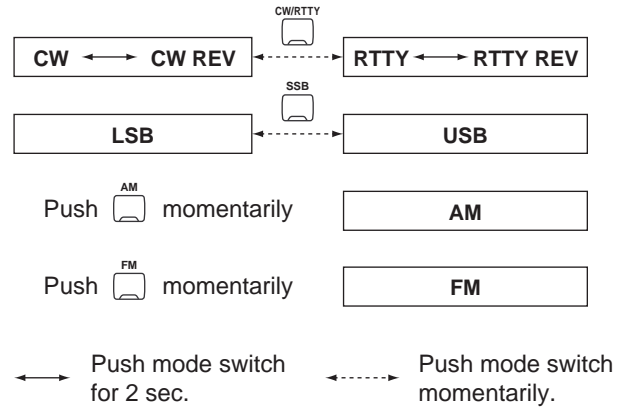 CW/RTTY
CW CW REV RTTY RTTY REV
SSB
LSB USB
AM
Push momentarily AM
FM
Push momentarily FM
Push mode switch for 2 sec.
Push mode switch momentarily.